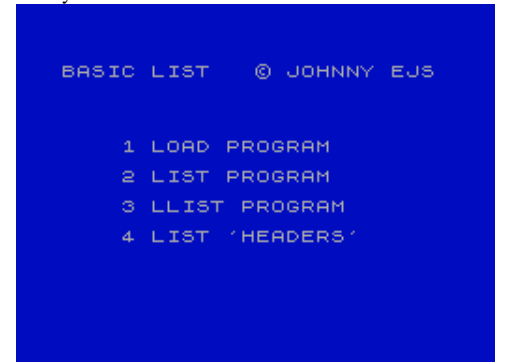 BASIC LIST © JOHNNY EJS
1 LOAD PROGRAM
2 LIST PROGRAM
3 LLIST PROGRAM
4 LIST 'HEADERS'